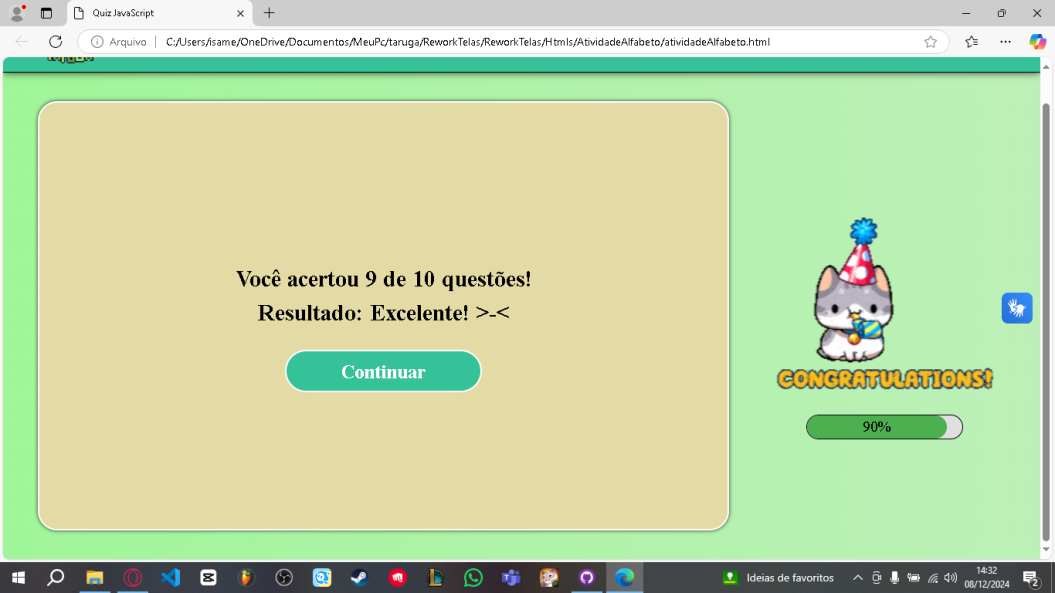 Quiz JavaScript
Arquivo
C:/Users/isame/OneDrive/Documentos/MeuPc/taruga/ReworkTelas/ReworkTelas/Htmls/AtividadeAlfabeto/atividadeAlfabeto.html
Você acertou 9 de 10 questões!
Resultado: Excelente! >-<
Continuar
CONGRATULATIONS!
90%
Ideias de favoritos
14:32
08/12/2024
2